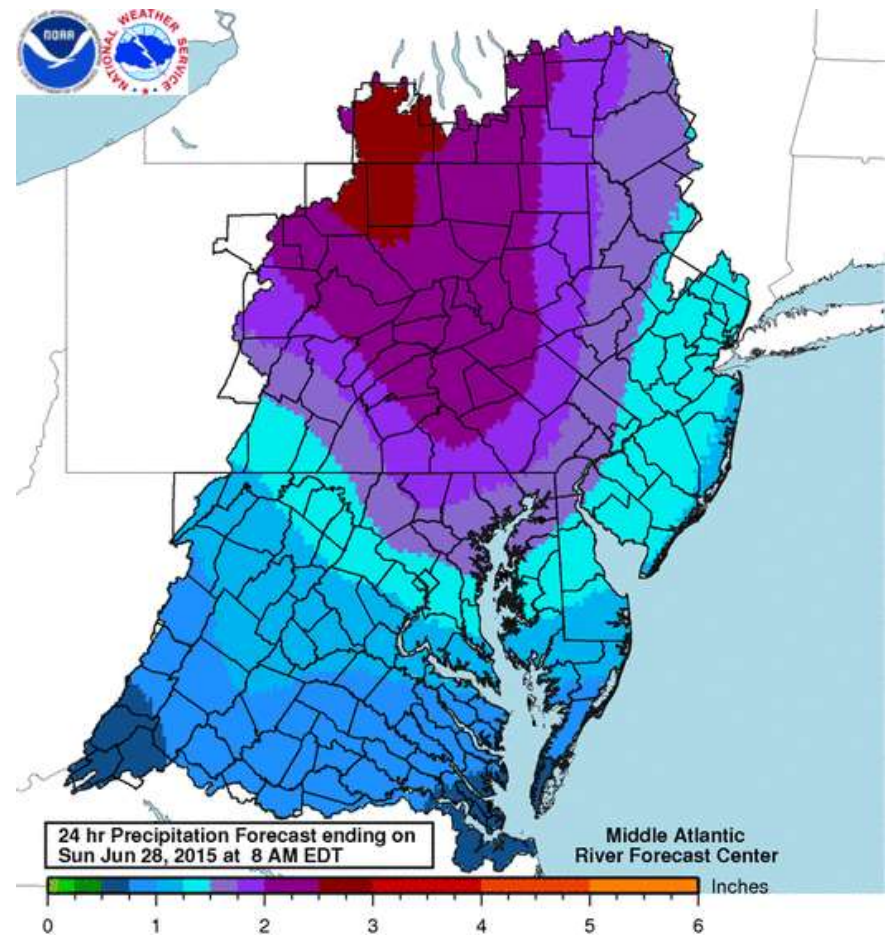 NOAA
NATIONAL WEATHER SERVICE
24 hr Precipitation Forecast ending on
Sun Jun 28, 2015 at 8 AM EDT
Middle Atlantic
River Forecast Center
Inches
0 1 2 3 4 5 6